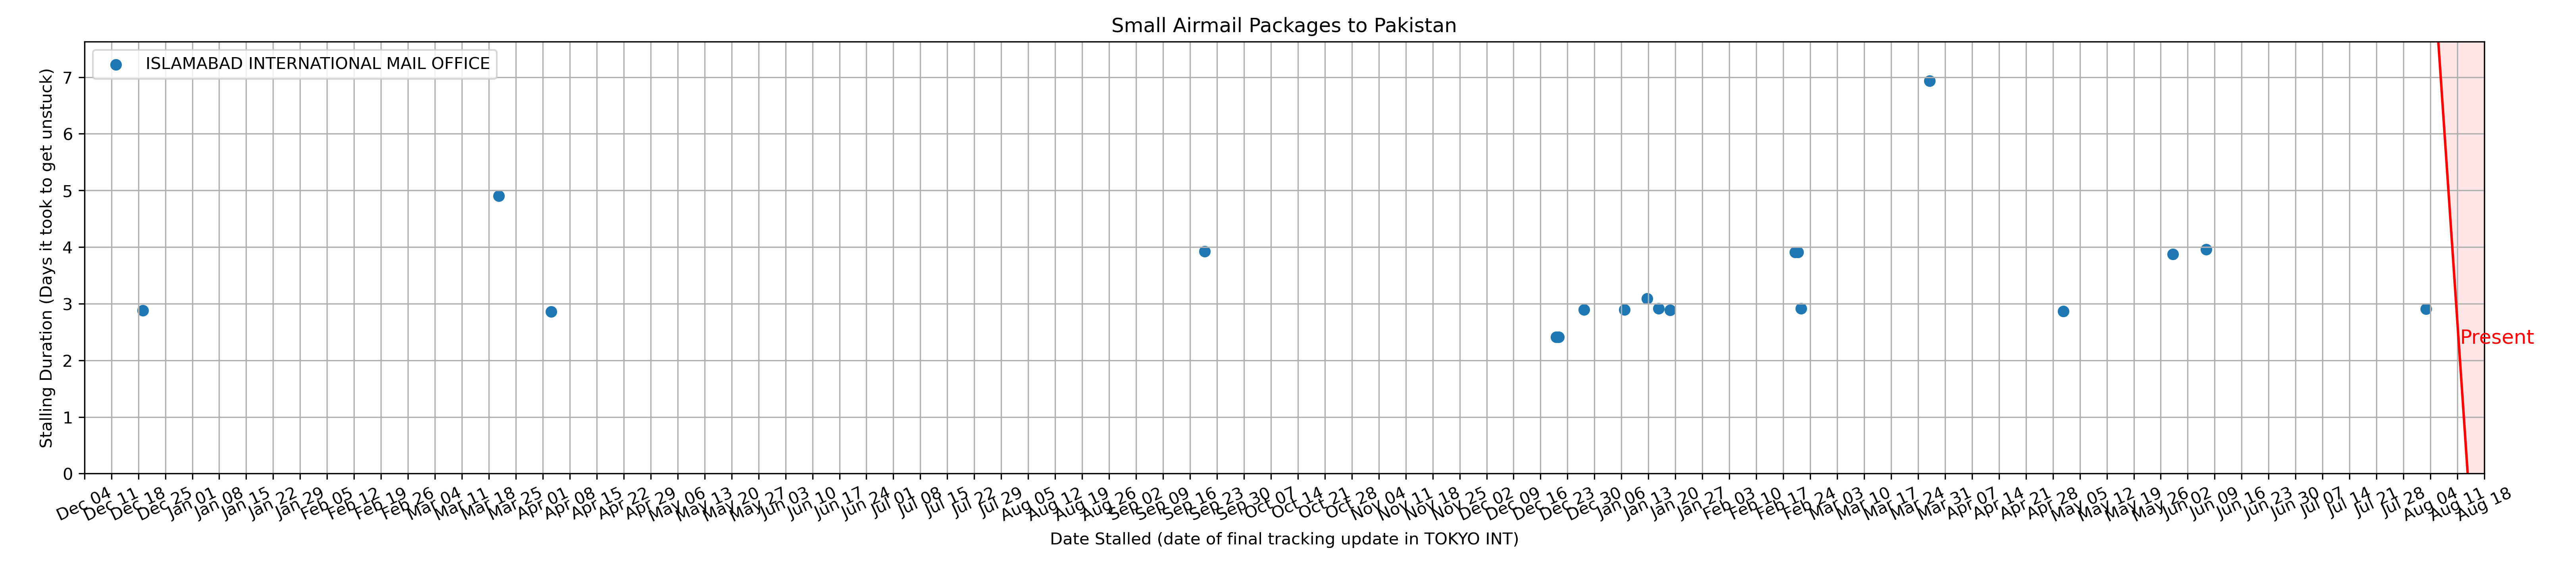 Small Airmail Packages to Pakistan
ISLAMABAD INTERNATIONAL MAIL OFFICE
Stalling Duration (Days it took to get unstuck)
7
6
5
4
3
2
1
0
Present
Dec 04
Dec 11
Dec 18
Dec 25
Jan 01
Jan 08
Jan 15
Jan 22
Jan 29
Feb 05
Feb 12
Feb 19
Feb 26
Mar 04
Mar 11
Mar 18
Mar 25
Apr 01
Apr 08
Apr 15
Apr 22
Apr 29
May 06
May 13
May 20
May 27
Jun 03
Jun 10
Jun 17
Jun 24
Jul 01
Jul 08
Jul 15
Jul 22
Jul 29
Aug 05
Aug 12
Aug 19
Aug 26
Sep 02
Sep 09
Sep 16
Sep 23
Sep 30
Oct 07
Oct 14
Oct 21
Oct 28
Nov 04
Nov 11
Nov 18
Nov 25
Dec 02
Dec 09
Dec 16
Dec 23
Dec 30
Jan 06
Jan 13
Jan 20
Jan 27
Feb 03
Feb 10
Feb 17
Feb 24
Mar 03
Mar 10
Mar 17
Mar 24
Mar 31
Apr 07
Apr 14
Apr 21
Apr 28
May 05
May 12
May 19
May 26
Jun 02
Jun 09
Jun 16
Jun 23
Jun 30
Jul 07
Jul 14
Jul 21
Jul 28
Aug 04
Aug 11
Aug 18
Date Stalled (date of final tracking update in TOKYO INT)